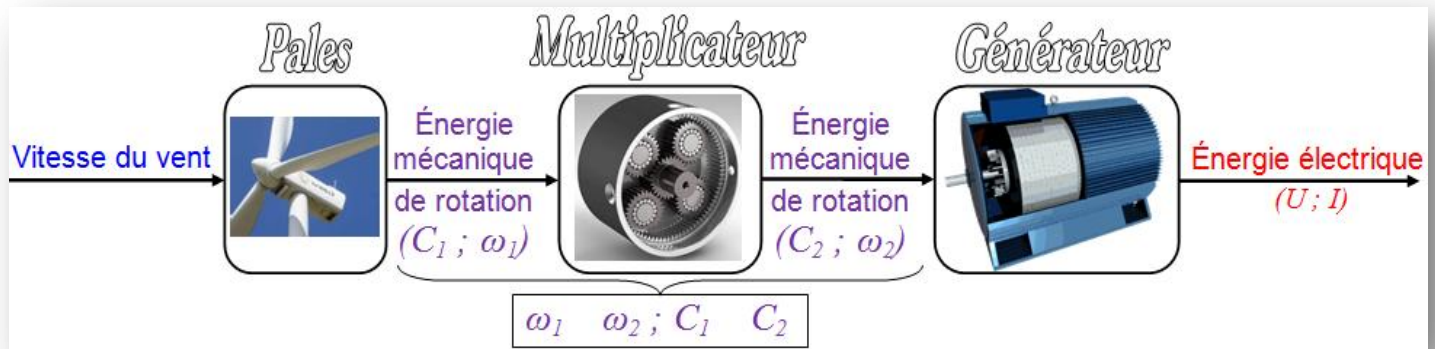 Pales
Multiplicateur
Générateur
Vitesse du vent
Énergie
mécanique
de rotation
(C₁ ; ω₁)
Énergie
mécanique
de rotation
(C₂ ; ω₂)
Énergie électrique
(U ; I)
ω₁ ω₂ ; C₁ C₂